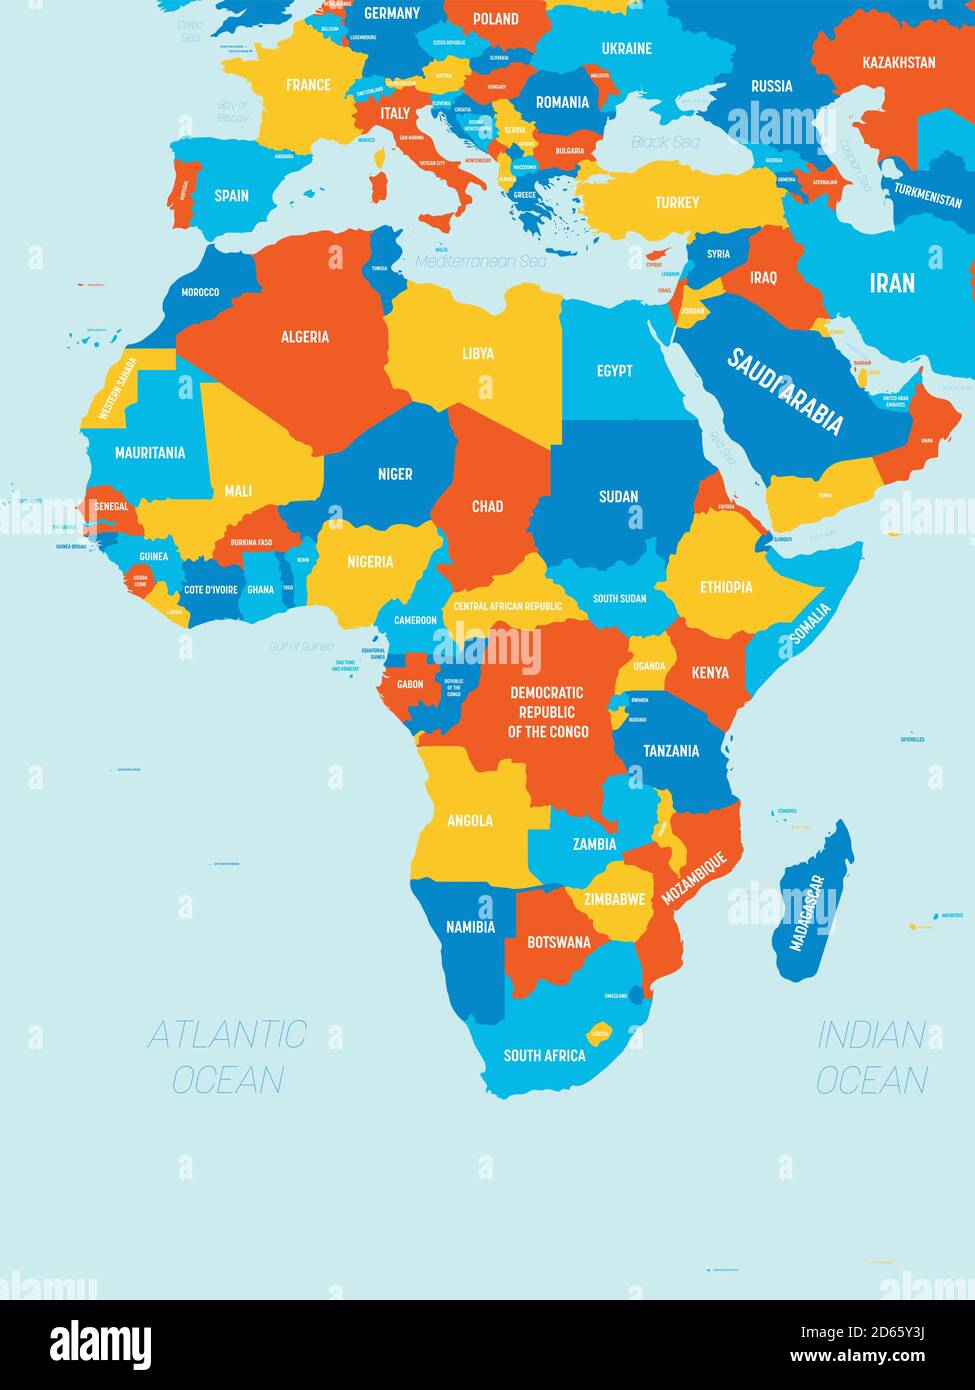 NETHERLANDS
GERMANY
POLAND
Celtic
Sea
BELGIUM
LUXEMBOURG
CZECH REPUBLIC
SLOVAKIA
UKRAINE
KAZAKHSTAN
RUSSIA
FRANCE
SWITZERLAND
LIECHTENSTEIN
AUSTRIA
HUNGARY
MOLDOVA
ROMANIA
Bay of
Biscay
ITALY
SLOVENIA
CROATIA
BOSNIA AND
HERZEGOVINA
SERBIA
MONACO
SAN MARINO
Black Sea
Caspian Sea
ANDORRA
VATICAN CITY
MONTENEGRO
KOSOVO
BULGARIA
MACEDONIA
ALBANIA
GEORGIA
ARMENIA
AZERBAIJAN
TURKMENISTAN
PORTUGAL
SPAIN
GREECE
TURKEY
MALTA
Mediterranean Sea
CYPRUS
LEBANON
SYRIA
ISRAEL
IRAQ
IRAN
JORDAN
TUNISIA
MOROCCO
ALGERIA
LIBYA
EGYPT
KUWAIT
BAHRAIN
QATAR
UNITED ARAB
EMIRATES
SAUDI ARABIA
OMAN
WESTERN SAHARA
Red Sea
MAURITANIA
MALI
NIGER
CHAD
SUDAN
YEMEN
ERITREA
CAPE VERDE
SENEGAL
THE GAMBIA
GUINEA-BISSAU
GUINEA
BURKINA FASO
DJIBOUTI
Gulf of Aden
SIERRA
LEONE
LIBERIA
COTE D'IVOIRE
GHANA
TOGO
BENIN
NIGERIA
CAMEROON
CENTRAL AFRICAN REPUBLIC
SOUTH SUDAN
ETHIOPIA
SOMALIA
Gulf of Guinea
EQUATORIAL
GUINEA
SAO TOME
AND PRINCIPE
GABON
REPUBLIC
OF THE
CONGO
DEMOCRATIC
REPUBLIC
OF THE CONGO
UGANDA
KENYA
RWANDA
BURUNDI
TANZANIA
SEYCHELLES
ANGOLA
ZAMBIA
MALAWI
COMOROS
MOZAMBIQUE
ZIMBABWE
MADAGASCAR
MAURITIUS
NAMIBIA
BOTSWANA
SWAZILAND
LESOTHO
SOUTH AFRICA
ATLANTIC
OCEAN
INDIAN
OCEAN
alamy
Image ID: 2D65Y3J
www.alamy.com